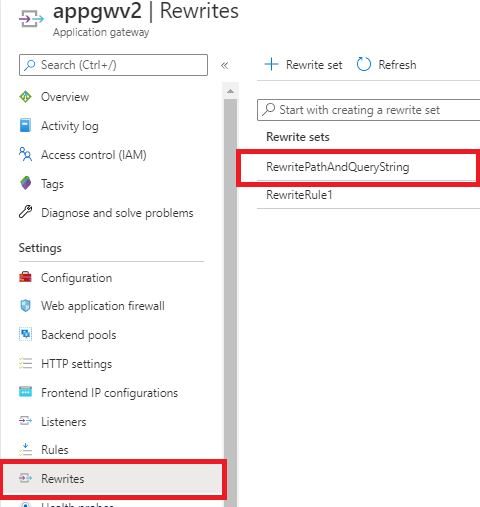 appgwv2 | Rewrites
Application gateway
Search (Ctrl+/)
«
Overview
Activity log
Access control (IAM)
Tags
Diagnose and solve problems
Settings
Configuration
Web application firewall
Backend pools
HTTP settings
Frontend IP configurations
Listeners
Rules
Rewrites
Health probes
+ Rewrite set
Refresh
Start with creating a rewrite set
Rewrite sets
RewritePathAndQueryString
RewriteRule1